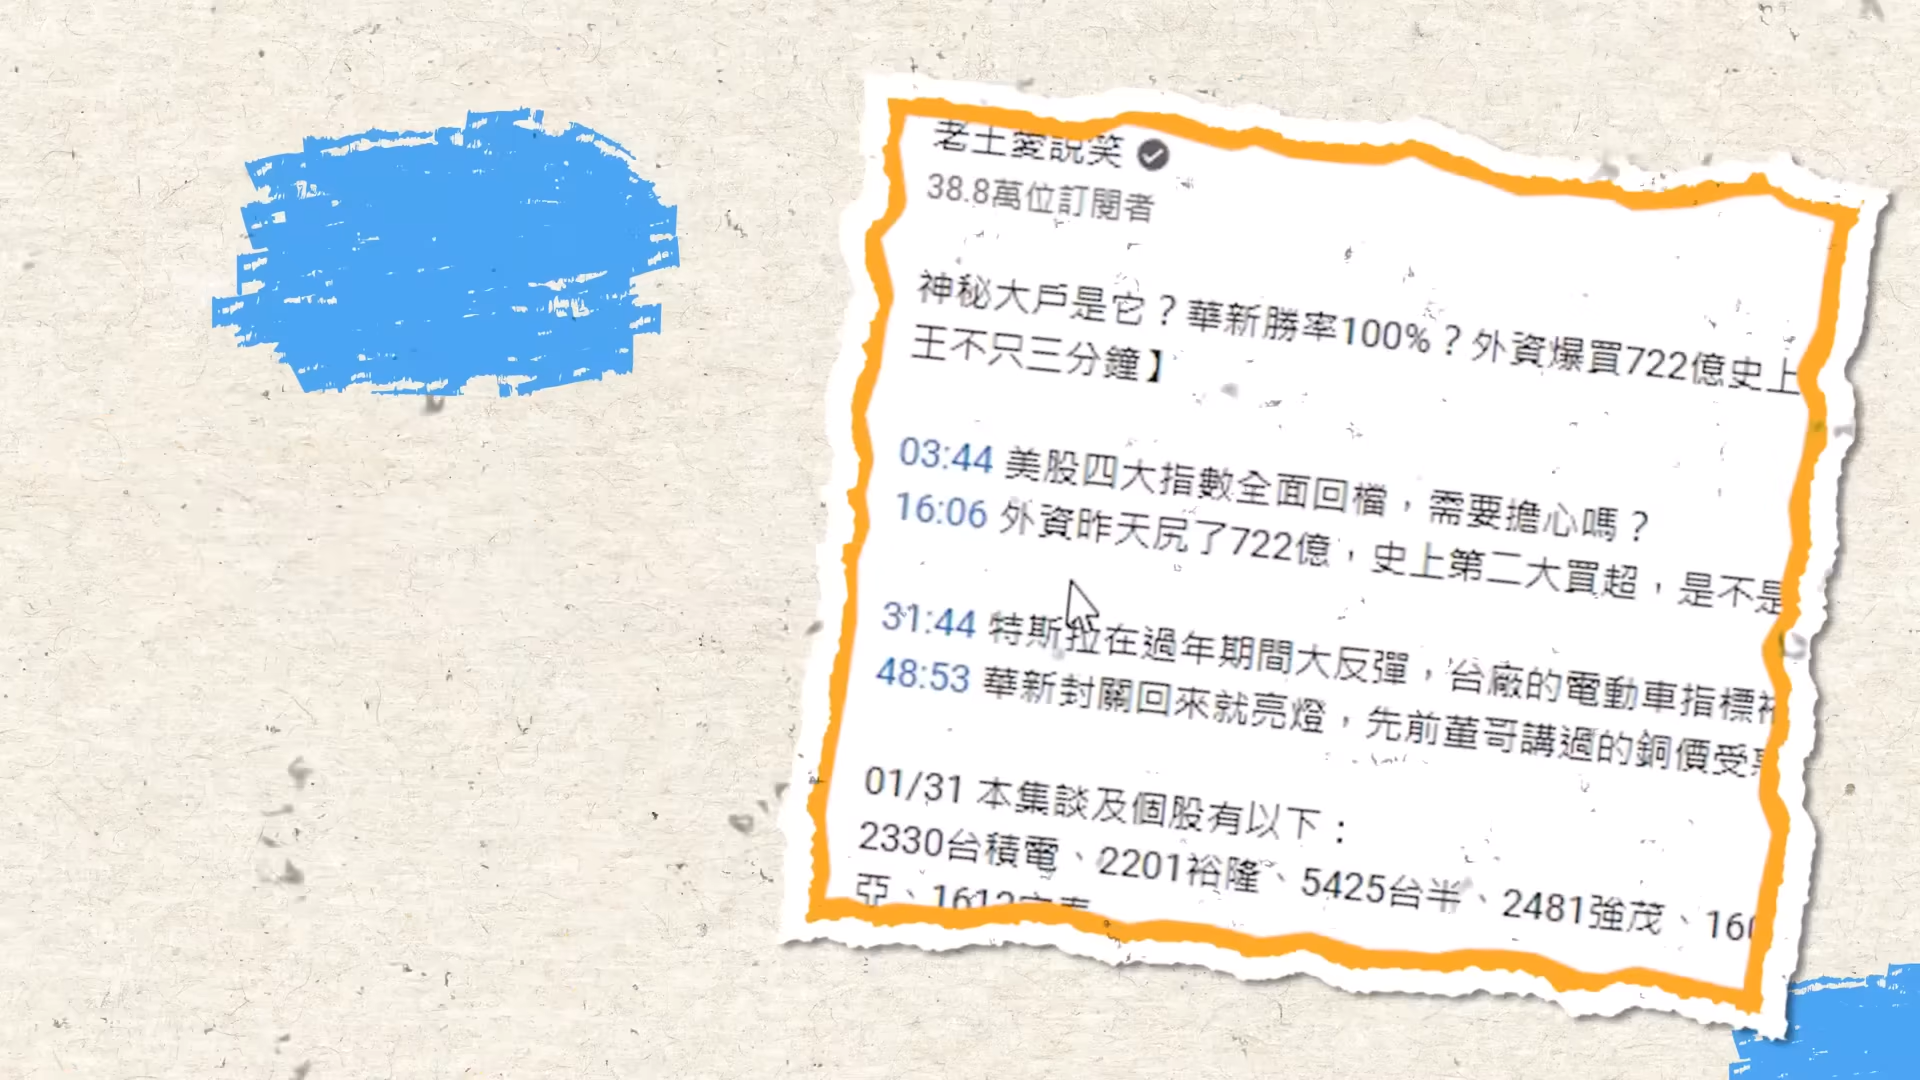 老王愛說笑
38.8萬位訂閱者
神秘大戶是它？華新勝率100%？外資爆買722億史上
王不只三分鐘】
03:44 美股四大指數全面回檔，需要擔心嗎？
16:06 外資昨天尻了722億，史上第二大買超，是不是
31:44 特斯拉在過年期間大反彈，台廠的電動車指標
48:53 華新封關回來就亮燈，先前董哥講過的銅價受
01/31 本集談及個股有以下：
2330台積電、2201裕隆、5425台半、2481強茂、160
亞、1612